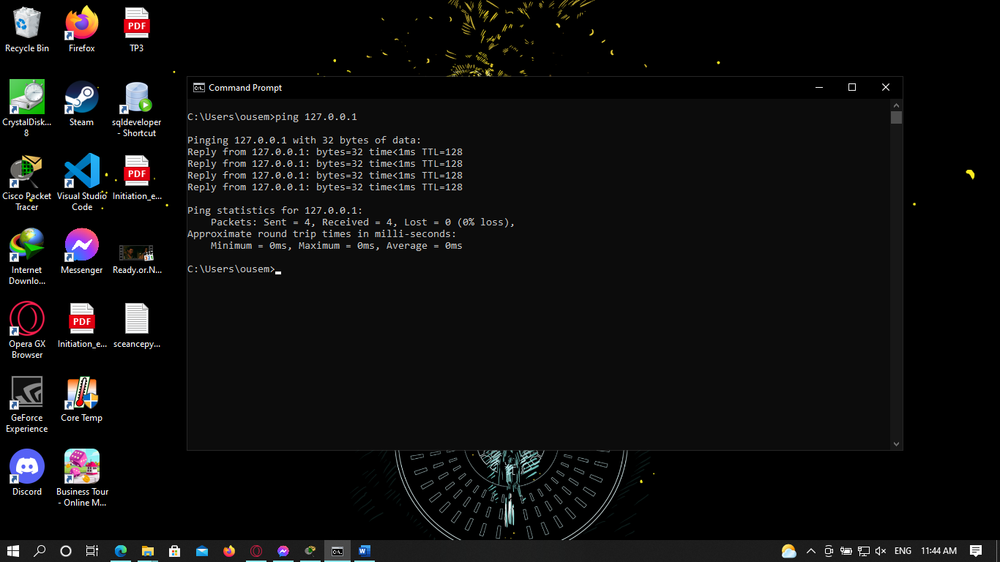 Recycle Bin
Firefox
PDF
TP3
CrystalDisk...
8
Steam
sqldeveloper
- Shortcut
Cisco Packet
Tracer
Visual Studio
Code
PDF
Initiation_e...
Internet
Downlo...
Messenger
321
Ready.or.N...
Opera GX
Browser
PDF
Initiation_e...
sceancepy...
GeForce
Experience
Core Temp
Discord
Business Tour
- Online M...
C:\.
Command Prompt
C:\Users\ousem>ping 127.0.0.1
Pinging 127.0.0.1 with 32 bytes of data:
Reply from 127.0.0.1: bytes=32 time<1ms TTL=128
Reply from 127.0.0.1: bytes=32 time<1ms TTL=128
Reply from 127.0.0.1: bytes=32 time<1ms TTL=128
Reply from 127.0.0.1: bytes=32 time<1ms TTL=128
Ping statistics for 127.0.0.1:
    Packets: Sent = 4, Received = 4, Lost = 0 (0% loss),
Approximate round trip times in milli-seconds:
    Minimum = 0ms, Maximum = 0ms, Average = 0ms
C:\Users\ousem>
C:\.
W
ENG
11:44 AM